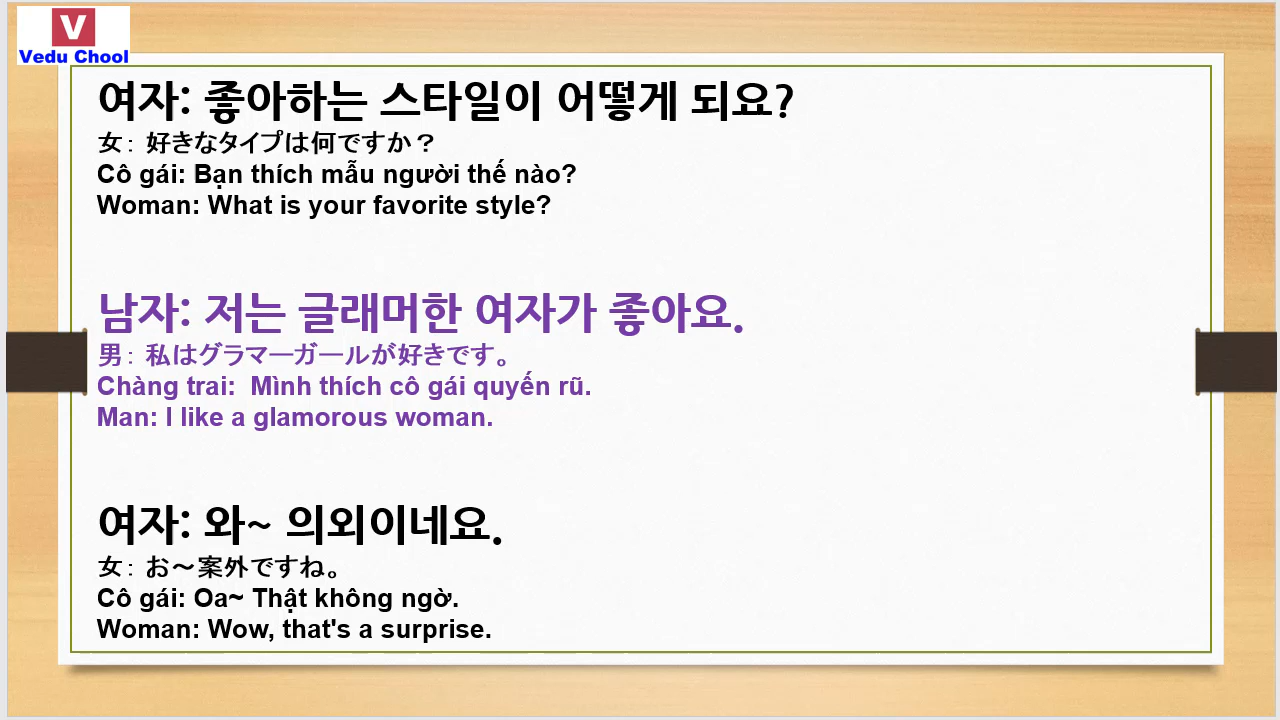 V
Vedu Chool
여자: 좋아하는 스타일이 어떻게 되요?
女: 好きなタイプは何ですか？
Cô gái: Bạn thích mẫu người thế nào?
Woman: What is your favorite style?
남자: 저는 글래머한 여자가 좋아요.
男: 私はグラマーガールが好きです。
Chàng trai:  Mình thích cô gái quyến rũ.
Man: I like a glamorous woman.
여자: 와~ 의외이네요.
女: お～案外ですね。
Cô gái: Oa~ Thật không ngờ.
Woman: Wow, that's a surprise.